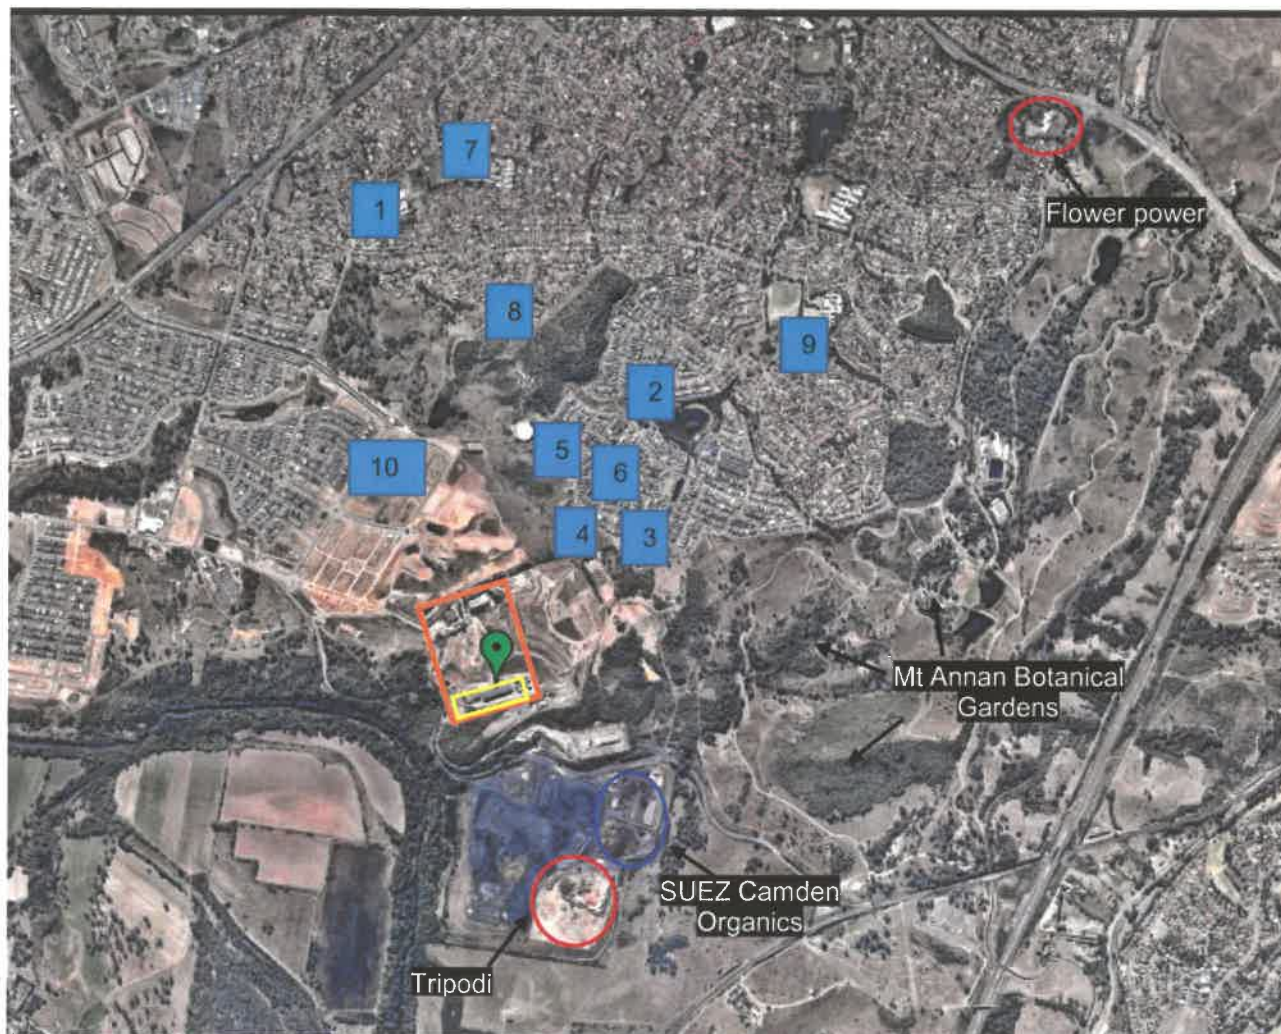 7
1
Flower power
8
9
2
5
10
6
4
3
Mt Annan Botanical
Gardens
SUEZ Camden
Organics
Tripodi